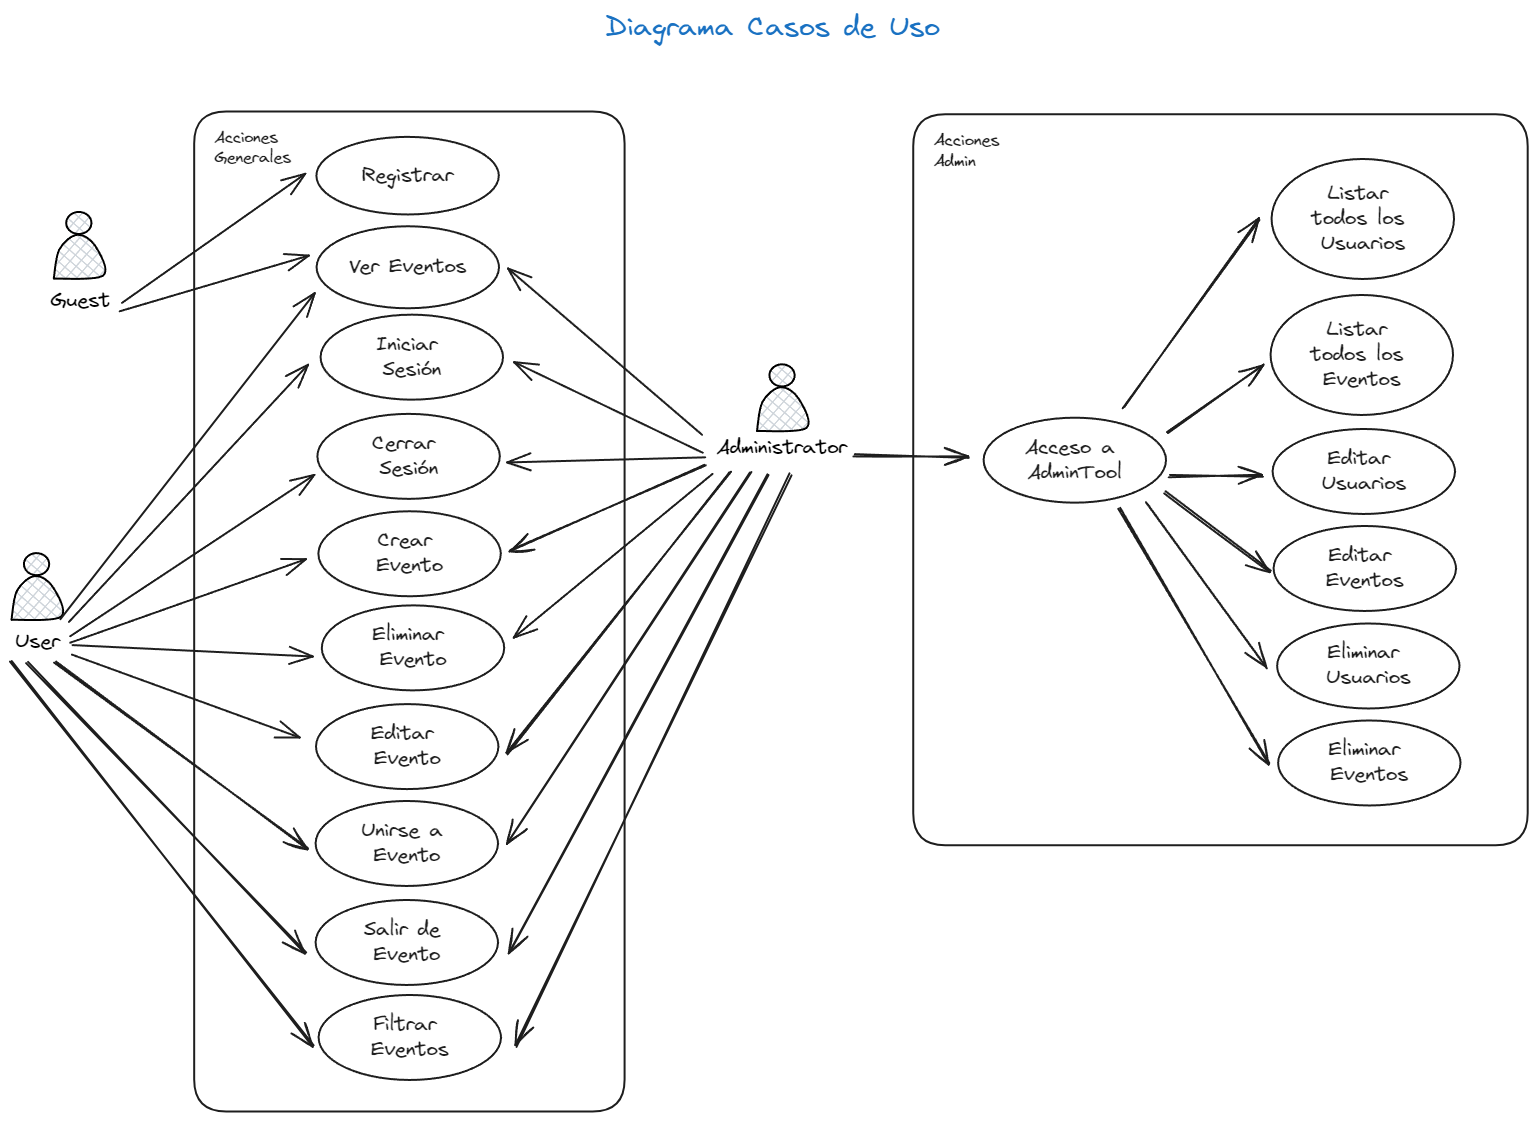 Diagrama Casos de Uso
Acciones
Generales
Registrar
Ver Eventos
Iniciar
Sesión
Cerrar
Sesión
Crear
Evento
Eliminar
Evento
Editar
Evento
Unirse a
Evento
Salir de
Evento
Filtrar
Eventos
Guest
User
Administrator
Acciones
Admin
Acceso a
AdminTool
Listar
todos los
Usuarios
Listar
todos los
Eventos
Editar
Usuarios
Editar
Eventos
Eliminar
Usuarios
Eliminar
Eventos